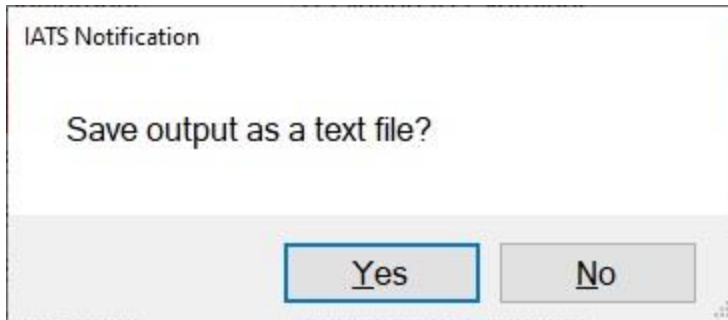 IATS Notification
Save output as a text file?
Yes No